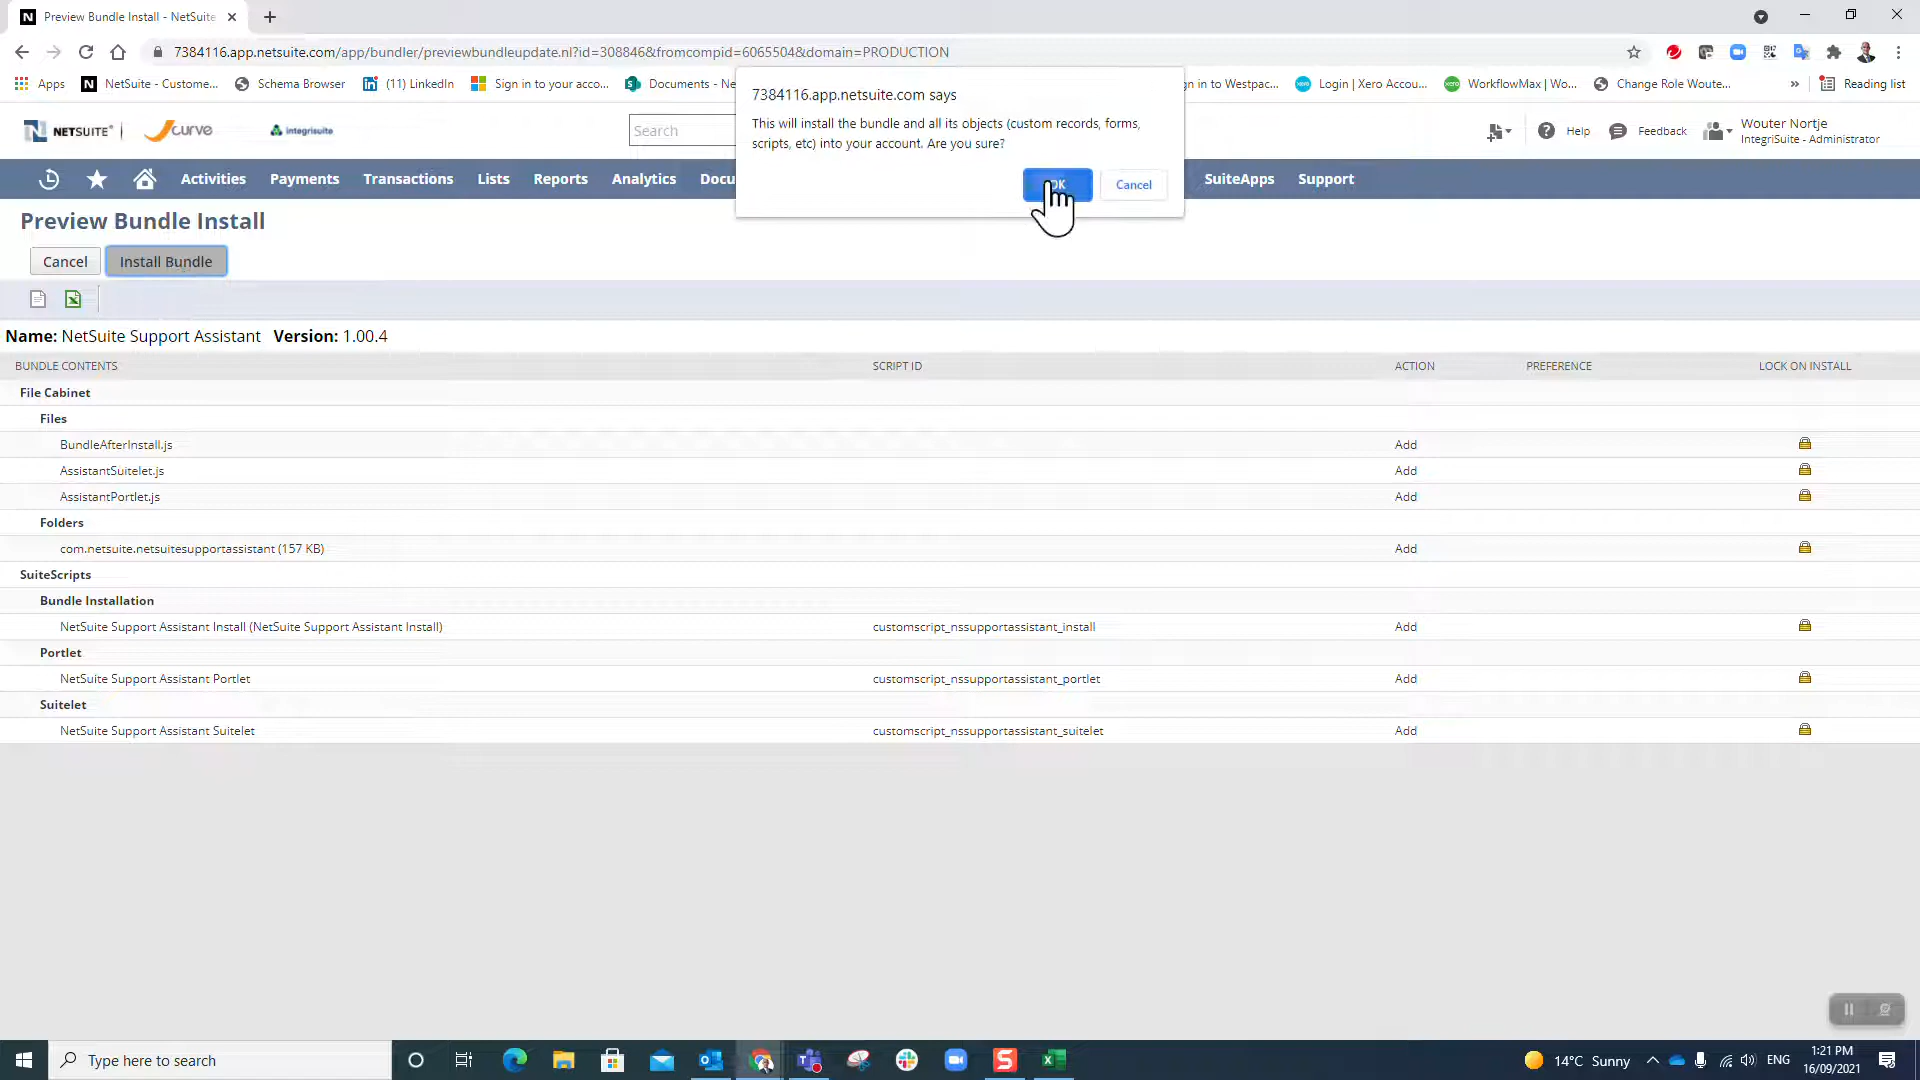 Preview Bundle Install - NetSuite
7384116.app.netsuite.com/app/bundler/previewbundleupdate.nl?id=308846&fromcompid=6065504&domain=PRODUCTION
Apps NetSuite - Custome... Schema Browser (11) LinkedIn Sign in to your acco... Documents - Ne gn in to Westpac... Login | Xero Accou... WorkflowMax | Wo... Change Role Woute... » Reading list
7384116.app.netsuite.com says
This will install the bundle and all its objects (custom records, forms,
scripts, etc) into your account. Are you sure?
OK Cancel
NETSUITE curve integrisuite Search Help Feedback Wouter Nortje
IntegriSuite - Administrator
Activities Payments Transactions Lists Reports Analytics Docu SuiteApps Support
Preview Bundle Install
Cancel Install Bundle
Name: NetSuite Support Assistant Version: 1.00.4
BUNDLE CONTENTS SCRIPT ID ACTION PREFERENCE LOCK ON INSTALL
File Cabinet
Files
BundleAfterInstall.js Add
AssistantSuitelet.js Add
AssistantPortlet.js Add
Folders
com.netsuite.netsuitesupportassistant (157 KB) Add
SuiteScripts
Bundle Installation
NetSuite Support Assistant Install (NetSuite Support Assistant Install) customscript_nssupportassistant_install Add
Portlet
NetSuite Support Assistant Portlet customscript_nssupportassistant_portlet Add
Suitelet
NetSuite Support Assistant Suitelet customscript_nssupportassistant_suitelet Add
Type here to search 14°C Sunny ENG 1:21 PM
16/09/2021